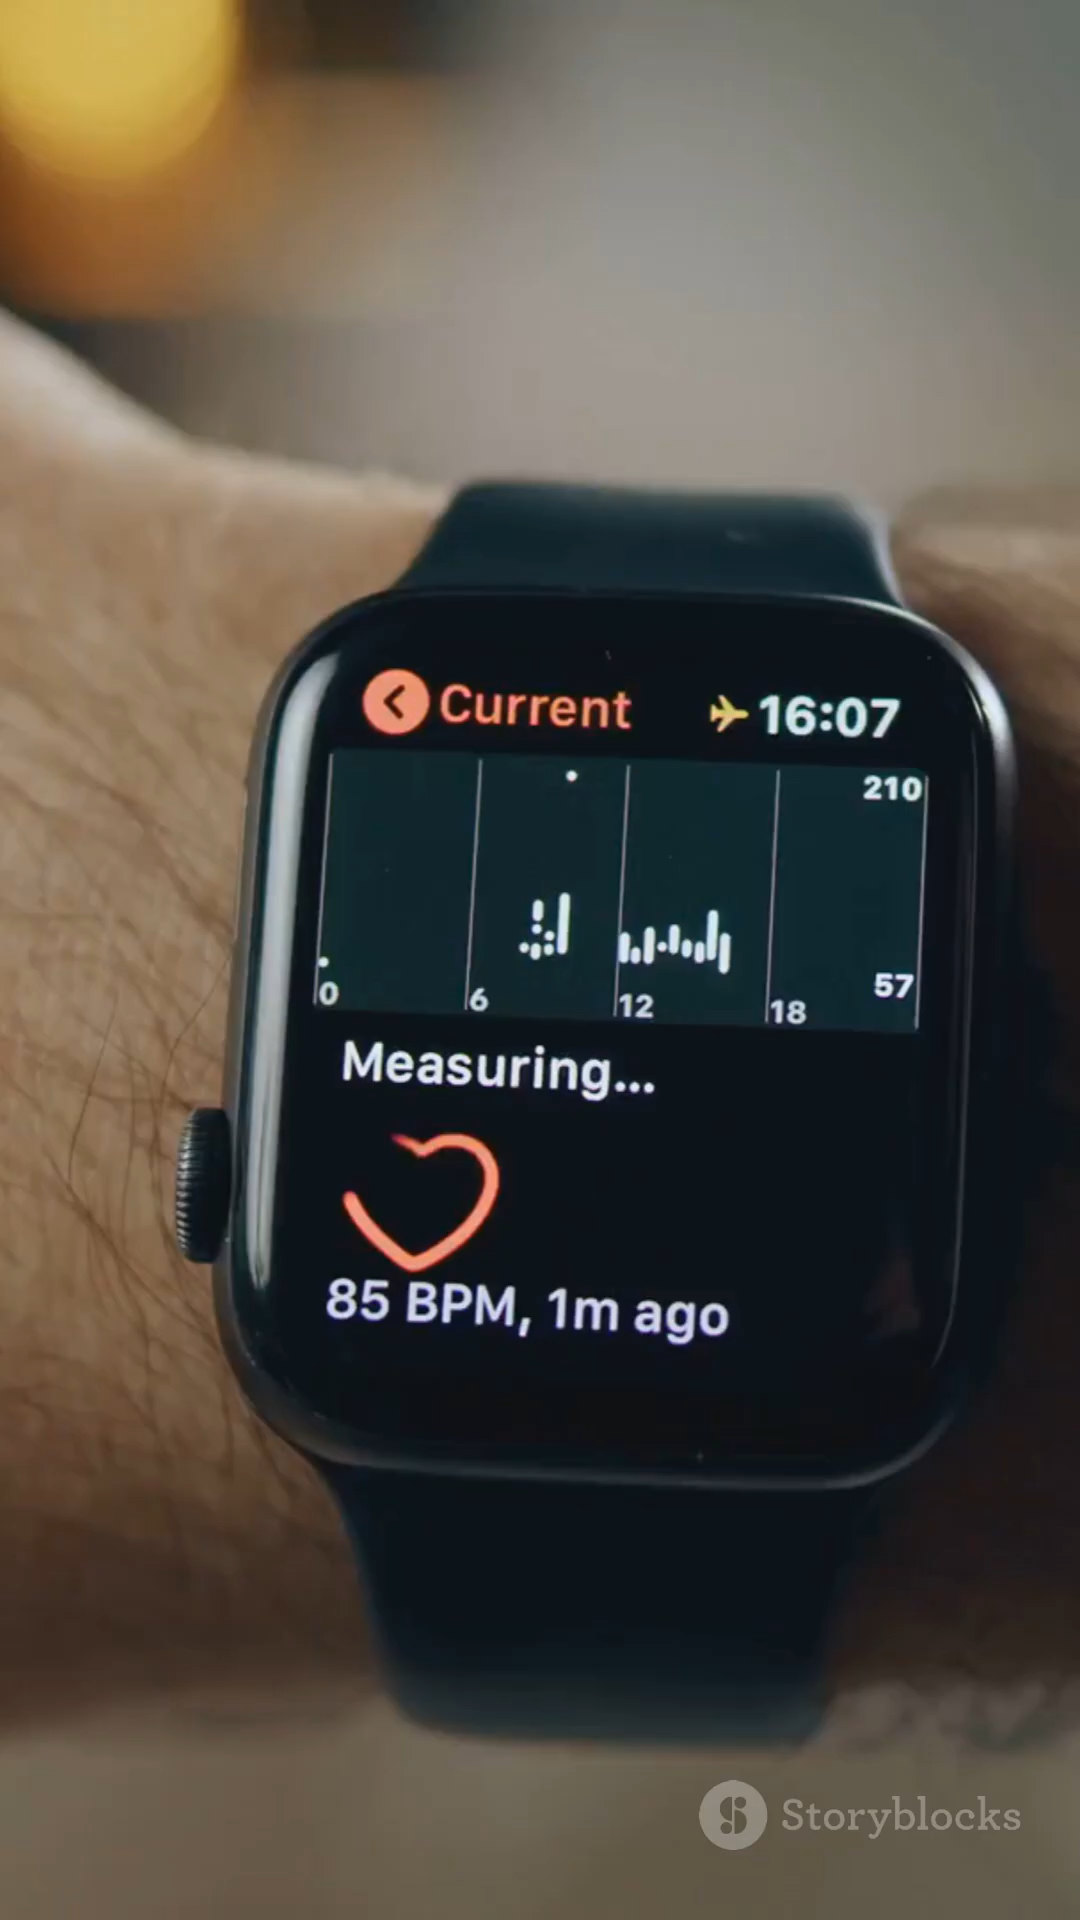 Current 16:07
210
57
0 6 12 18
Measuring...
85 BPM, 1m ago
Storyblocks